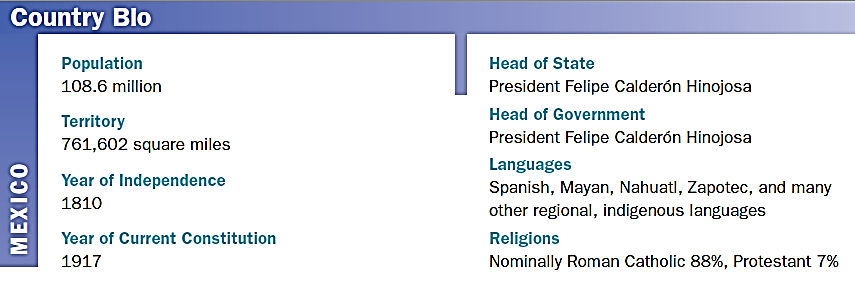 Country Bio
MEXICO
Population
108.6 million
Territory
761,602 square miles
Year of Independence
1810
Year of Current Constitution
1917
Head of State
President Felipe Calderón Hinojosa
Head of Government
President Felipe Calderón Hinojosa
Languages
Spanish, Mayan, Nahuatl, Zapotec, and many
other regional, indigenous languages
Religions
Nominally Roman Catholic 88%, Protestant 7%